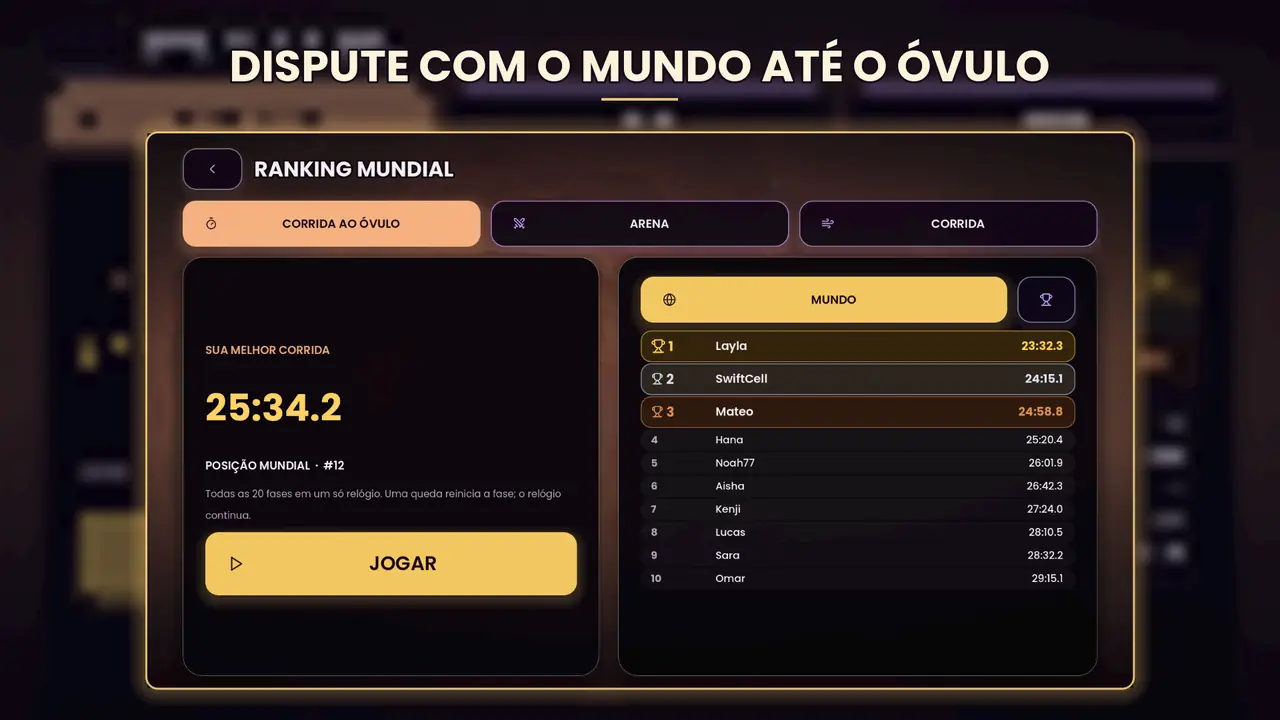 DISPUTE COM O MUNDO ATÉ O ÓVULO
RANKING MUNDIAL
CORRIDA AO ÓVULO
ARENA
CORRIDA
SUA MELHOR CORRIDA
25:34.2
POSIÇÃO MUNDIAL · #12
Todas as 20 fases em um só relógio. Uma queda reinicia a fase; o relógio
continua.
JOGAR
MUNDO
1 Layla 23:32.3
2 SwiftCell 24:15.1
3 Mateo 24:58.8
4 Hana 25:20.4
5 Noah77 26:01.9
6 Aisha 26:42.3
7 Kenji 27:24.0
8 Lucas 28:10.5
9 Sara 28:32.2
10 Omar 29:15.1